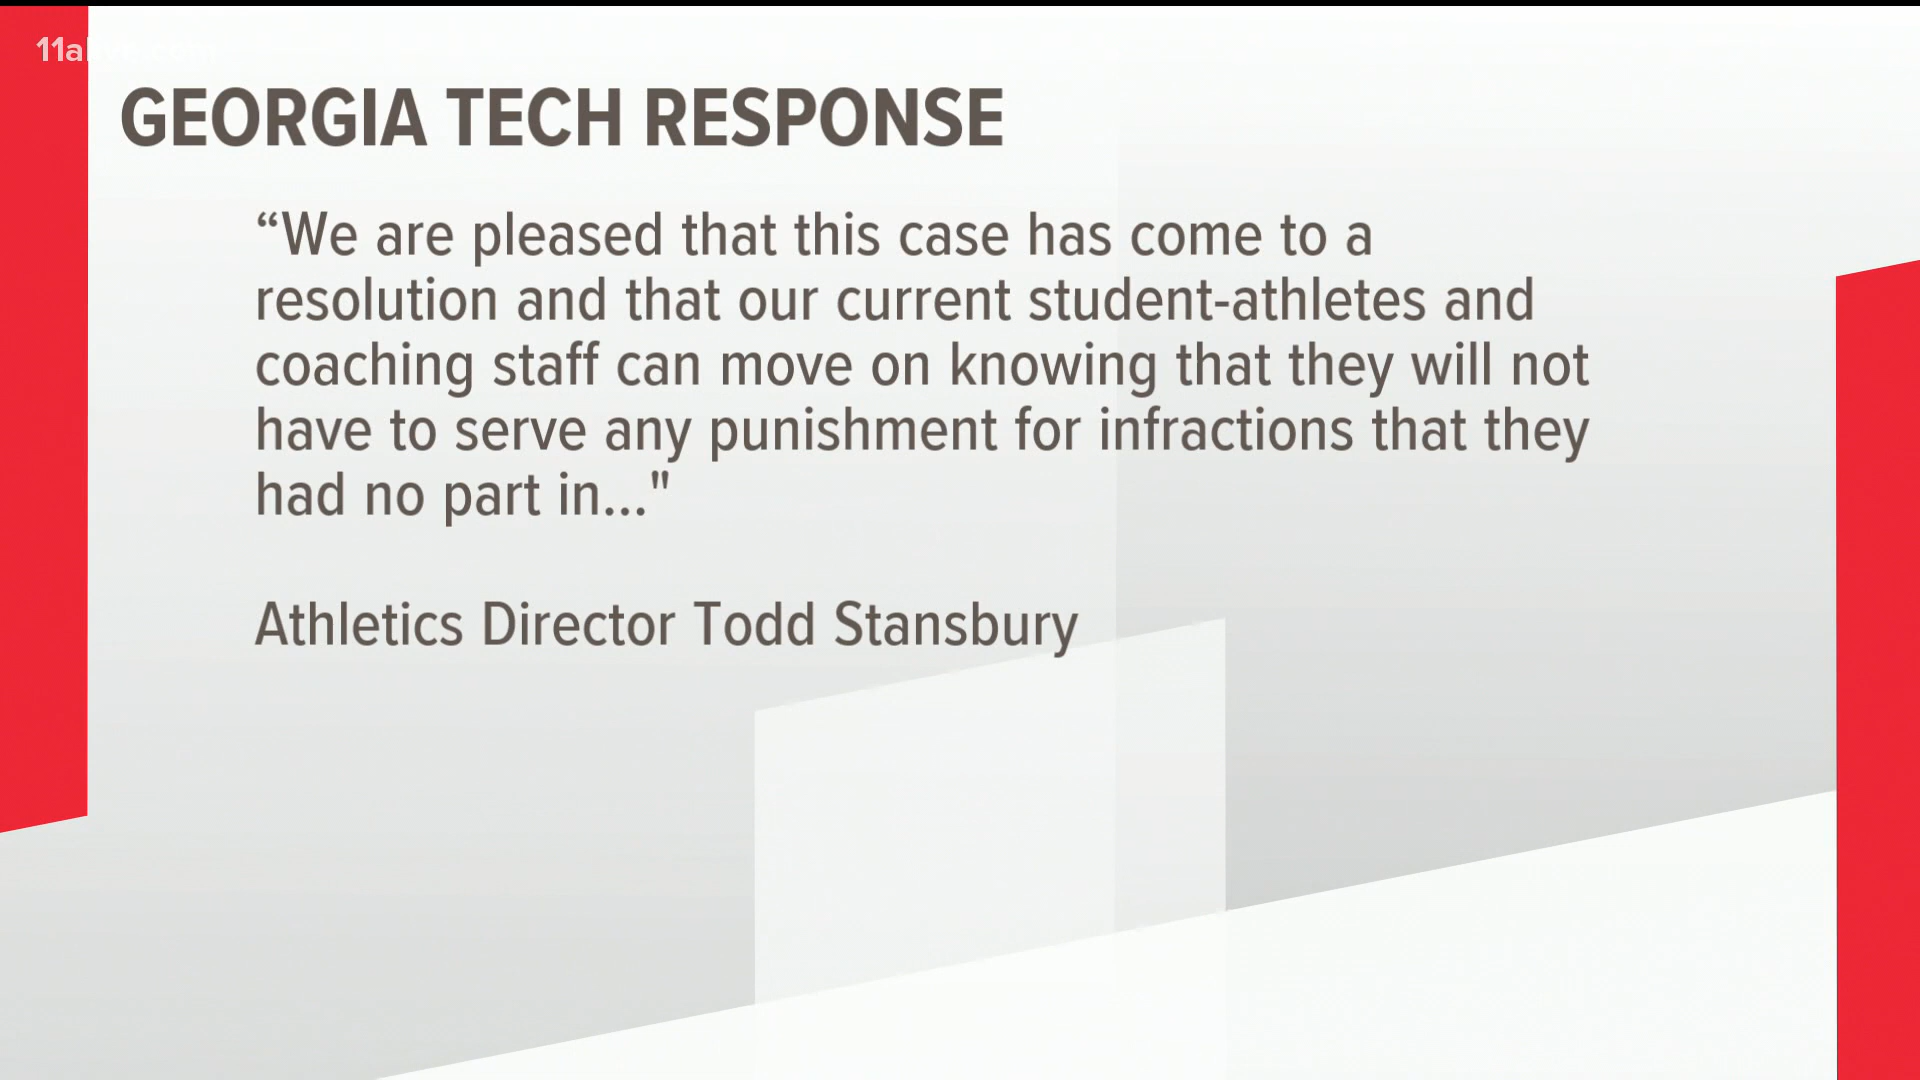 11alive.com
GEORGIA TECH RESPONSE
“We are pleased that this case has come to a
resolution and that our current student-athletes and
coaching staff can move on knowing that they will not
have to serve any punishment for infractions that they
had no part in..."
Athletics Director Todd Stansbury